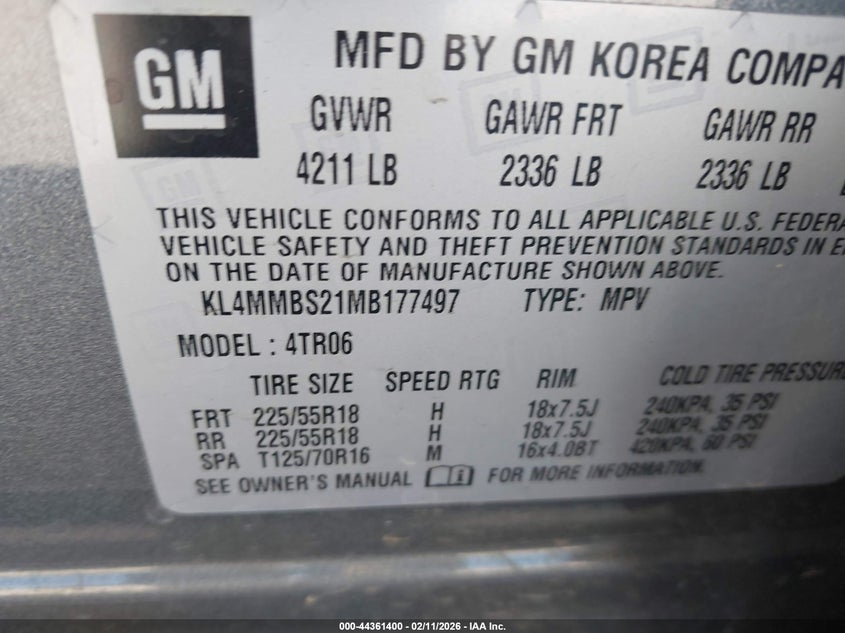 GM
MFD BY GM KOREA COMPA
GVWR GAWR FRT GAWR RR
4211 LB 2336 LB 2336 LB
THIS VEHICLE CONFORMS TO ALL APPLICABLE U.S. FEDERA
VEHICLE SAFETY AND THEFT PREVENTION STANDARDS IN E
ON THE DATE OF MANUFACTURE SHOWN ABOVE.
KL4MMBS21MB177497 TYPE: MPV
MODEL : 4TR06
TIRE SIZE SPEED RTG RIM COLD TIRE PRESSURE
FRT 225/55R18 H 18x7.5J 240KPA, 35 PSI
RR 225/55R18 H 18x7.5J 240KPA, 35 PSI
SPA T125/70R16 M 16x4.0BT 420KPA, 60 PSI
SEE OWNER'S MANUAL FOR MORE INFORMATION.
000-44361400 - 02/11/2026 - IAA Inc.